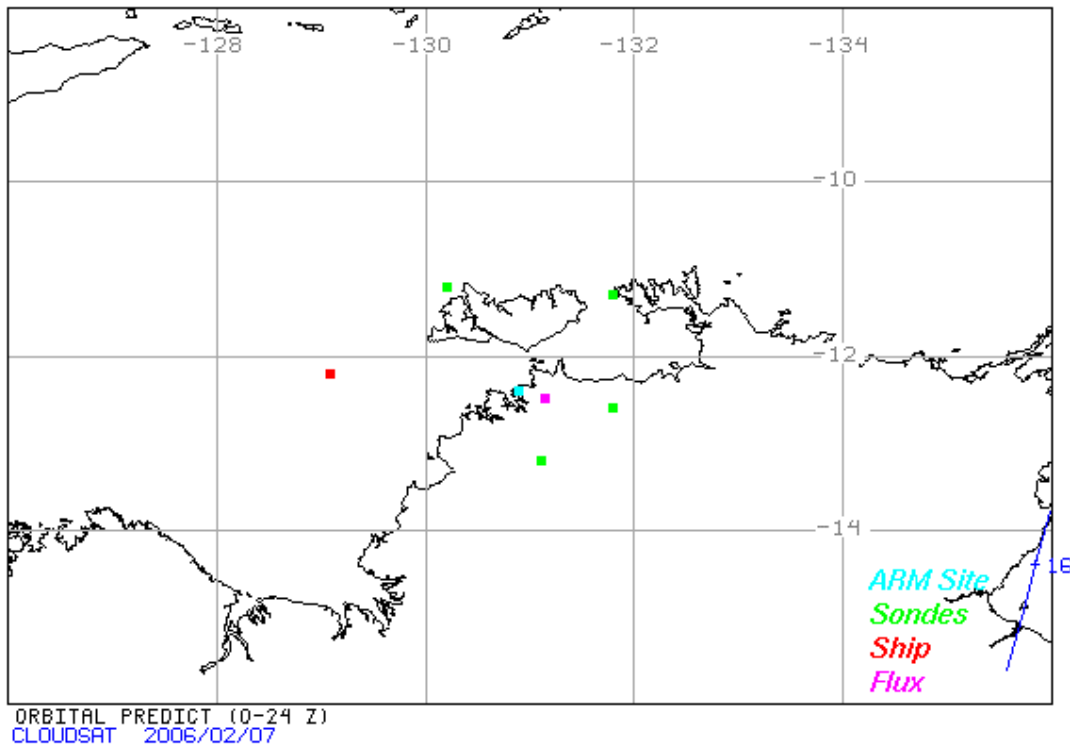 -128 -130 -132 -134
-10
-12
-14
16
ARM Site
Sondes
Ship
Flux
ORBITAL PREDICT (0-24 Z)
CLOUDSAT 2006/02/07